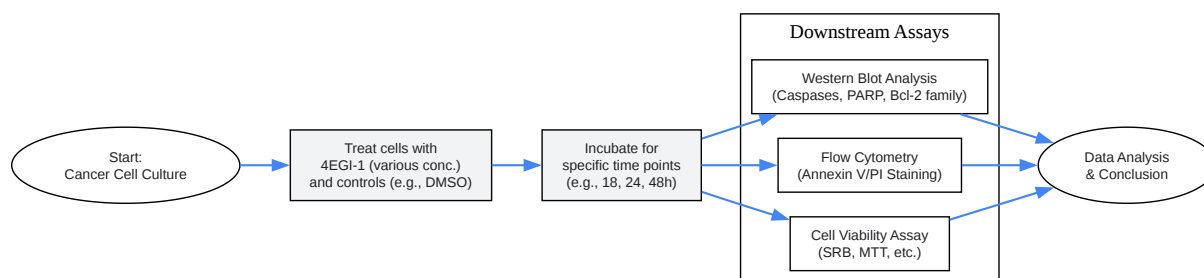 Start:
Cancer Cell Culture
Treat cells with
4EGI-1 (various conc.)
and controls (e.g., DMSO)
Incubate for
specific time points
(e.g., 18, 24, 48h)
Downstream Assays
Western Blot Analysis
(Caspases, PARP, Bcl-2 family)
Flow Cytometry
(Annexin V/PI Staining)
Cell Viability Assay
(SRB, MTT, etc.)
Data Analysis
& Conclusion